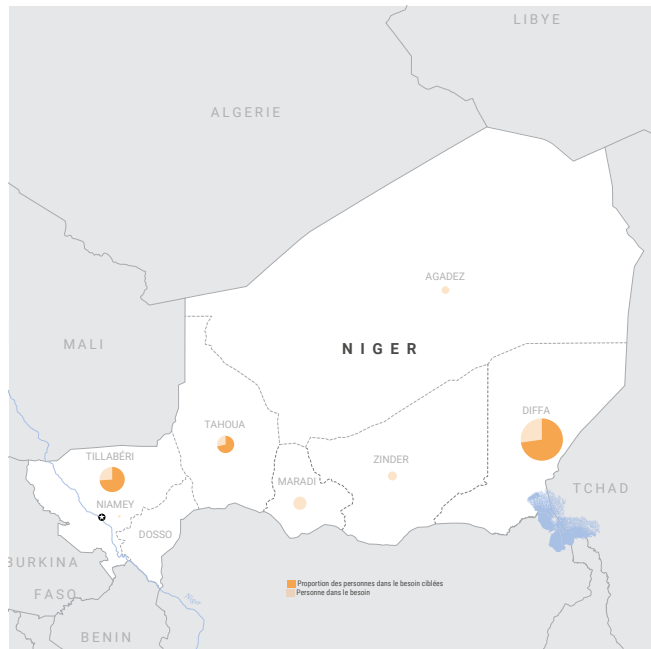 LIBYE
ALGERIE
AGADEZ
MALI
NIGER
DIFFA
TAHOUA
TILLABÉRI
ZINDER
MARADI
TCHAD
NIAMEY
DOSSO
BURKINA
FASO
Niger
BENIN
Proportion des personnes dans le besoin ciblées
Personne dans le besoin